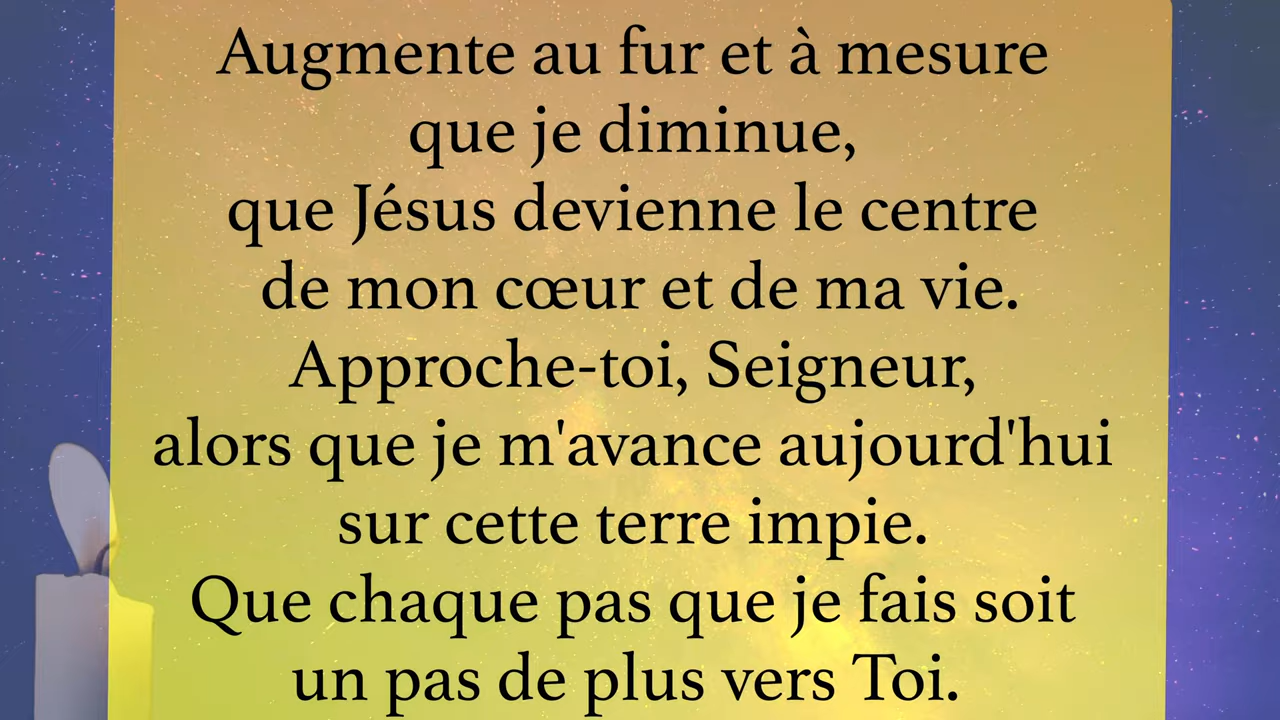 Augmente au fur et à mesure
que je diminue,
que Jésus devienne le centre
de mon cœur et de ma vie.
Approche-toi, Seigneur,
alors que je m'avance aujourd'hui
sur cette terre impie.
Que chaque pas que je fais soit
un pas de plus vers Toi.